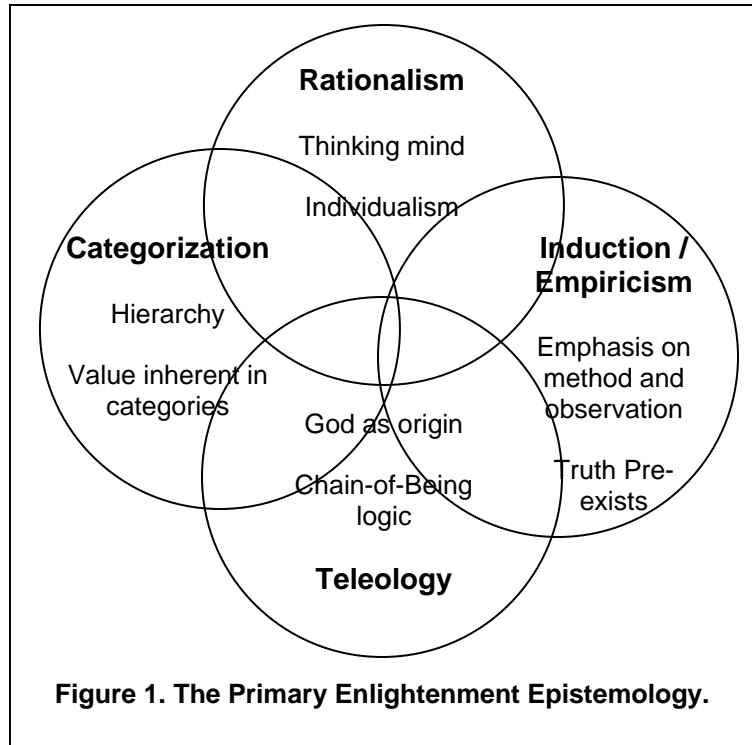 Rationalism
Thinking mind
Individualism
Categorization
Hierarchy
Value inherent in
categories
Induction /
Empiricism
Emphasis on
method and
observation
Truth Pre-
exists
God as origin
Chain-of-Being
logic
Teleology
Figure 1. The Primary Enlightenment Epistemology.